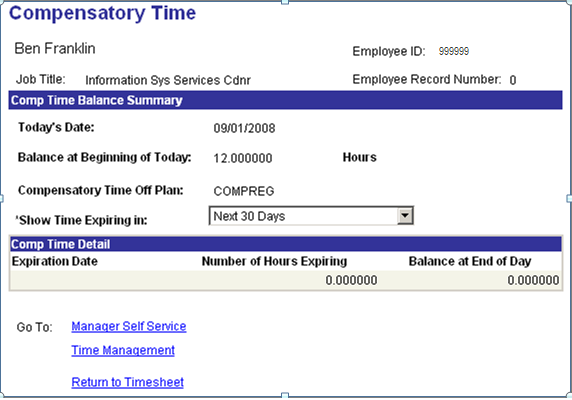 Compensatory Time
Ben Franklin Employee ID: 999999
Job Title: Information Sys Services Cdnr Employee Record Number: 0
Comp Time Balance Summary
Today's Date: 09/01/2008
Balance at Beginning of Today: 12.000000 Hours
Compensatory Time Off Plan: COMPREG
*Show Time Expiring in: Next 30 Days
Comp Time Detail
Expiration Date Number of Hours Expiring Balance at End of Day
0.000000 0.000000
Go To: Manager Self Service
Time Management
Return to Timesheet